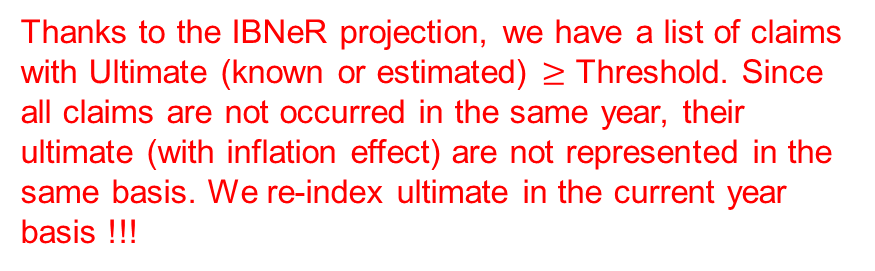 Thanks to the IBNeR projection, we have a list of claims
with Ultimate (known or estimated) ≥ Threshold. Since
all claims are not occurred in the same year, their
ultimate (with inflation effect) are not represented in the
same basis. We re-index ultimate in the current year
basis !!!